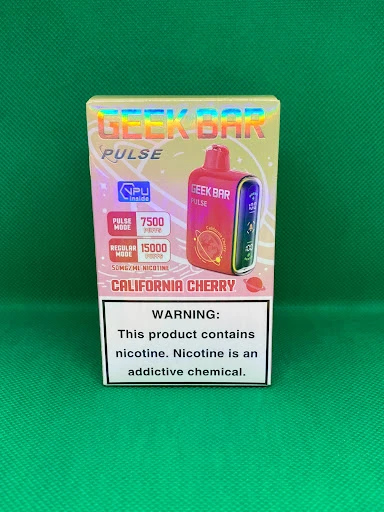 GEEK BAR
PULSE
VPU
inside
PULSE MODE 7500 PUFFS
REGULAR MODE 15000 PUFFS
50MG/ML NICOTINE
GEEK BAR
PULSE
CALIFORNIA CHERRY
WARNING:
This product contains
nicotine. Nicotine is an
addictive chemical.